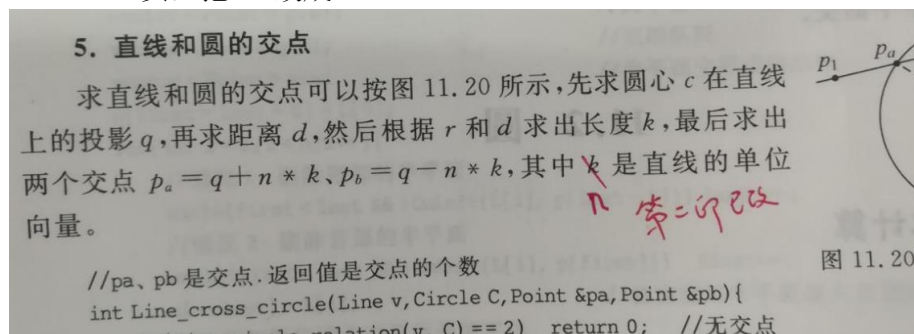 5. 直线和圆的交点
求直线和圆的交点可以按图 11.20 所示,先求圆心 c 在直线
上的投影 q,再求距离 d,然后根据 r 和 d 求出长度 k,最后求出
两个交点 pa=q+n*k、pb=q-n*k,其中 k 是直线的单位
n 第二印已改
向量。
p1
pa
图 11.20
//pa、pb 是交点.返回值是交点的个数
int Line_cross_circle(Line v,Circle C,Point &pa,Point &pb){
relation(v, C)==2) return 0; //无交点